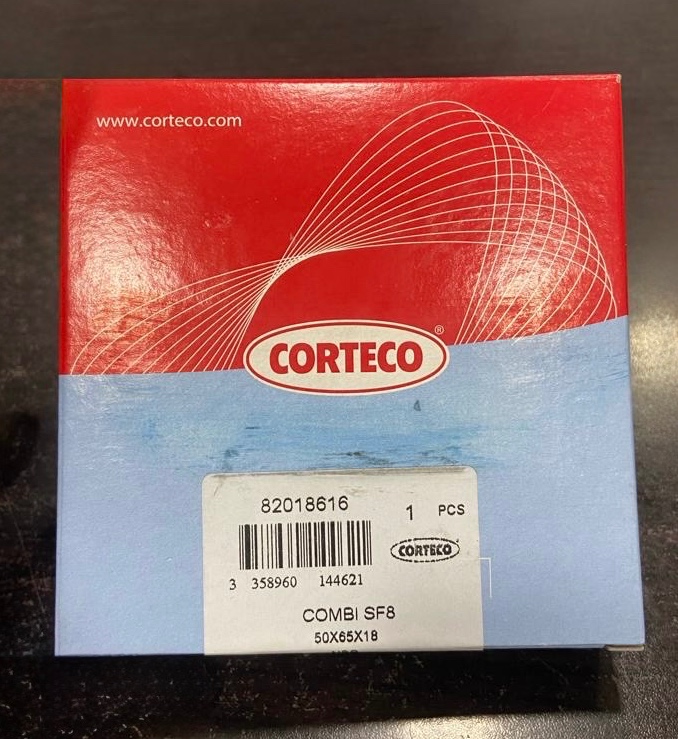 www.corteco.com
CORTECO®
82018616
1 PCS
CORTECO
3 358960 144621
COMBI SF8
50X65X18